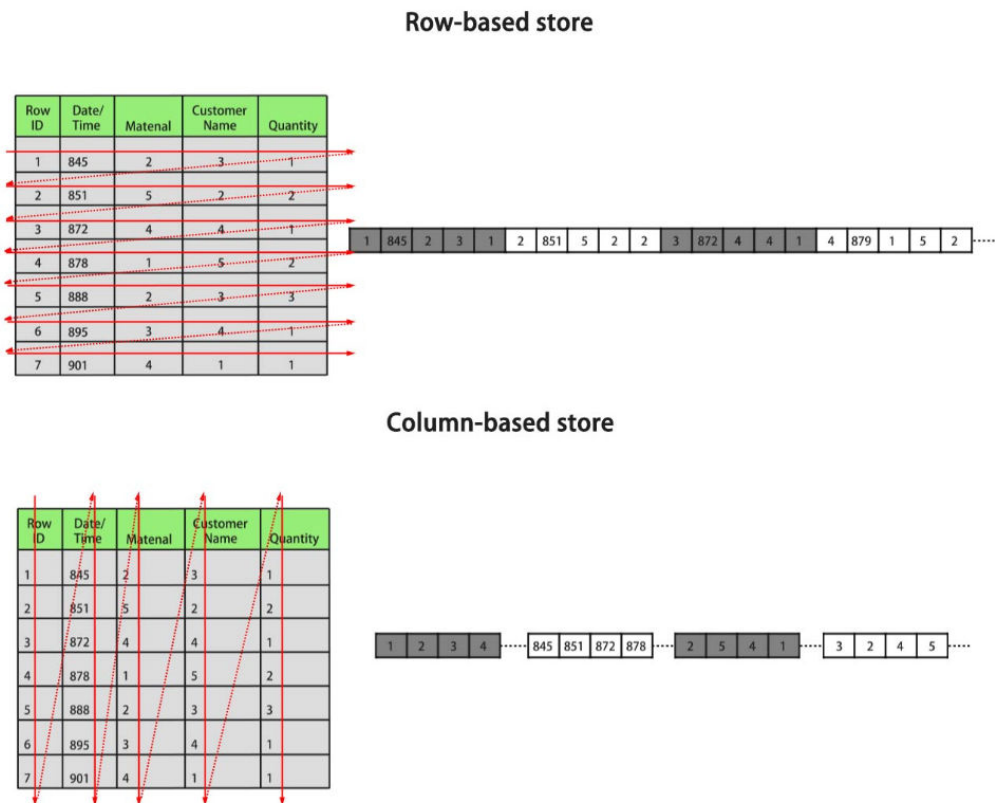 Row-based store
Row ID Date/ Time Matenal Customer Name Quantity
1 845 2 3 1
2 851 5 2 2
3 872 4 4 1
4 878 1 5 2
5 888 2 3 3
6 895 3 4 1
7 901 4 1 1
1 845 2 3 1 2 851 5 2 2 3 872 4 4 1 4 879 1 5 2
Column-based store
Row ID Date/ Time Matenal Customer Name Quantity
1 845 2 3 1
2 851 5 2 2
3 872 4 4 1
4 878 1 5 2
5 888 2 3 3
6 895 3 4 1
7 901 4 1 1
1 2 3 4 845 851 872 878 2 5 4 1 3 2 4 5